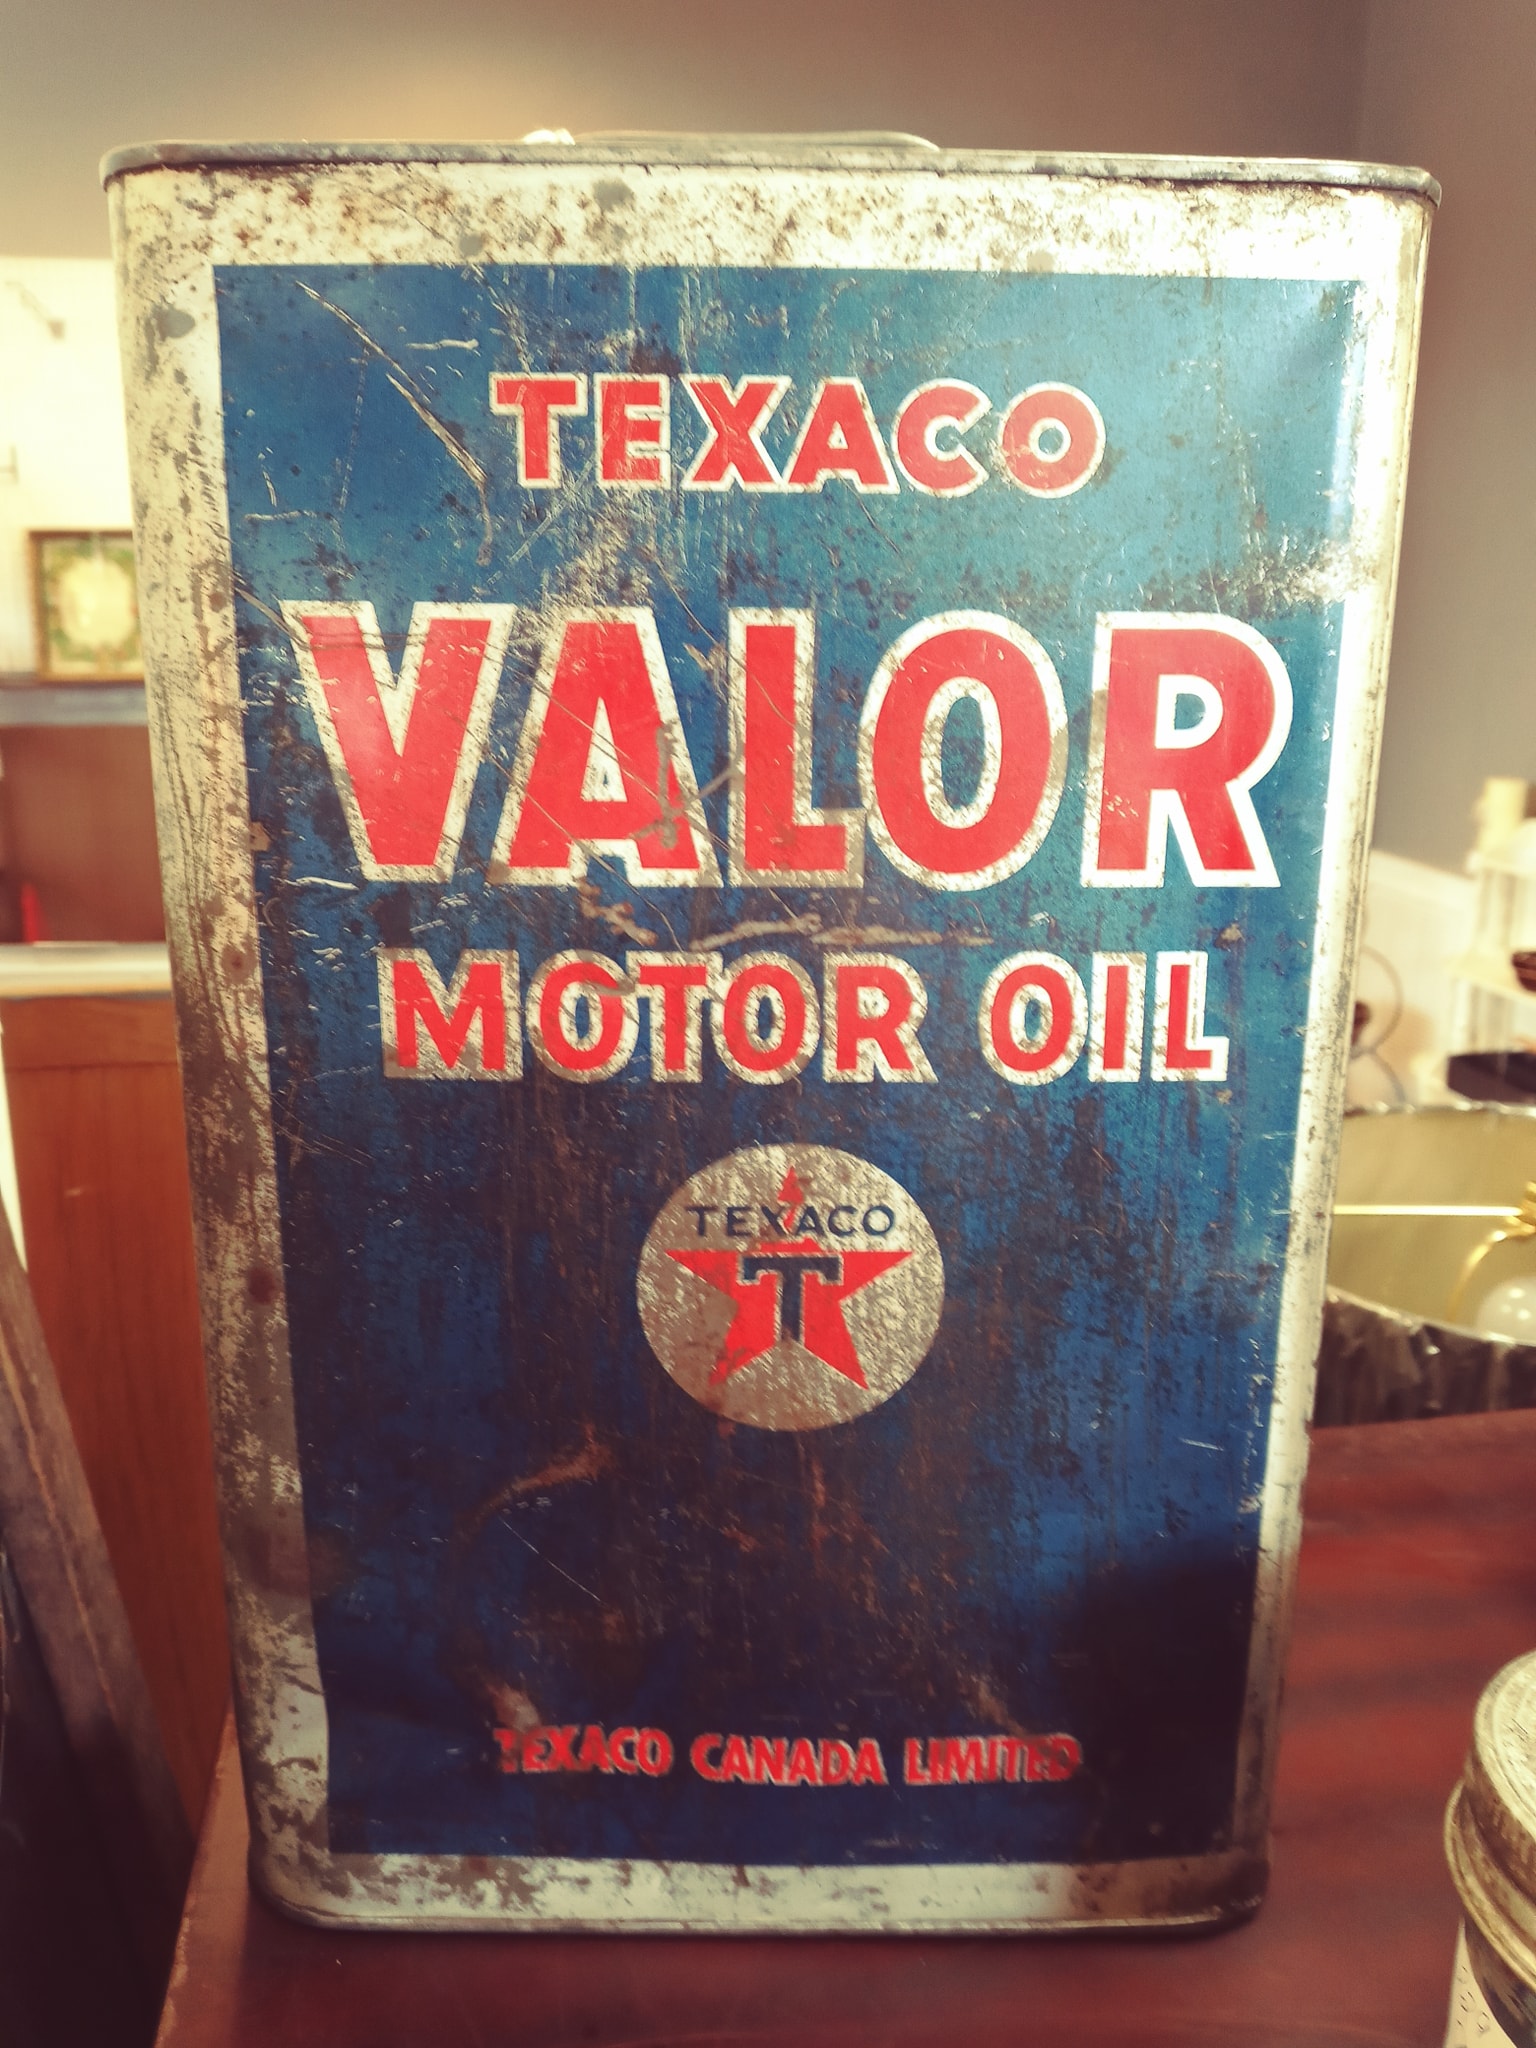 TEXACO
VALOR
MOTOR OIL
TEXACO
T
TEXACO CANADA LIMITED